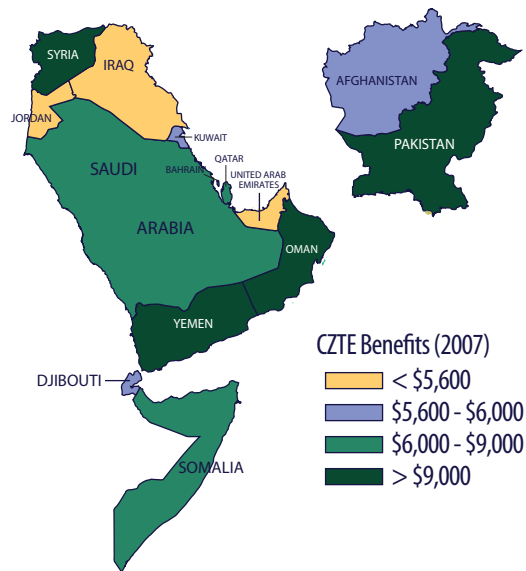 SYRIA
IRAQ
AFGHANISTAN
JORDAN
KUWAIT
PAKISTAN
QATAR
SAUDI
BAHRAIN
UNITED ARAB
EMIRATES
ARABIA
OMAN
YEMEN
CZTE Benefits (2007)
DJIBOUTI
< $5,600
$5,600 - $6,000
$6,000 - $9,000
SOMALIA
> $9,000